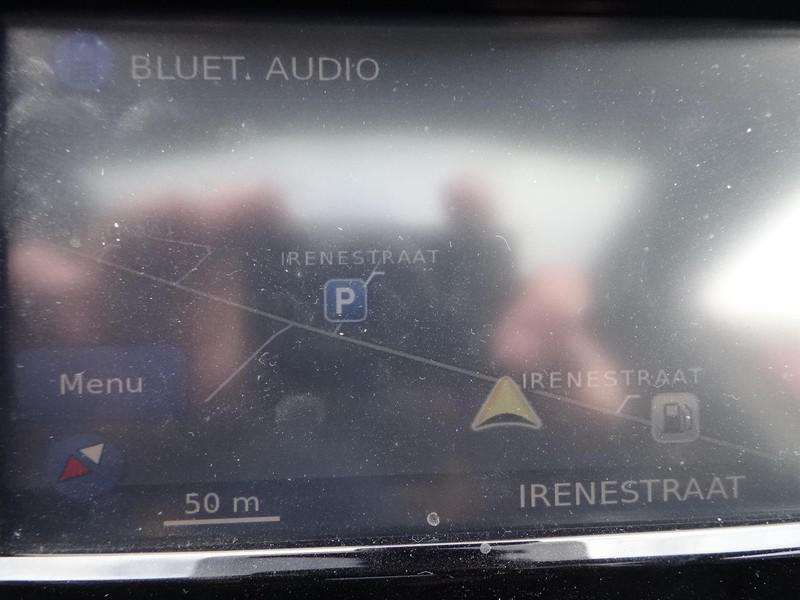 BLUET. AUDIO
IRENESTRAAT
P
Menu
IRENESTRAAT
50 m
IRENESTRAAT